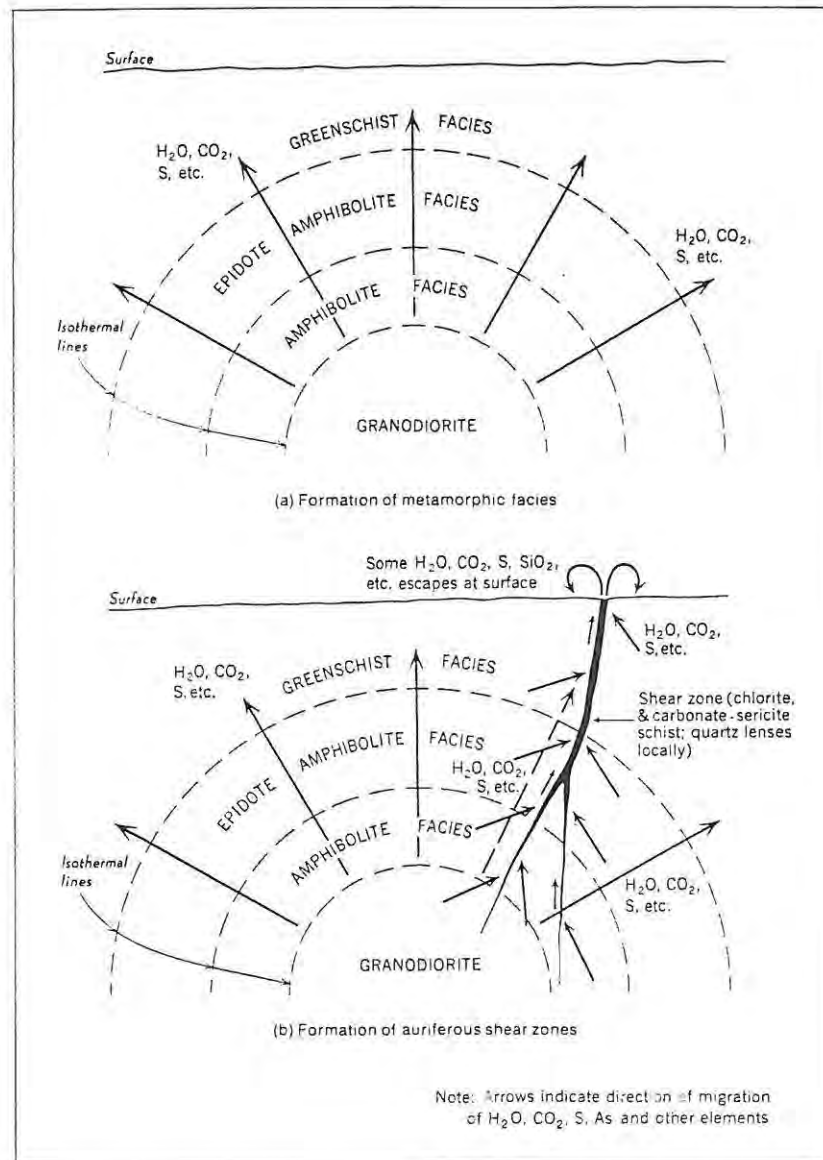 Surface
GREENSCHIST FACIES
H₂O, CO₂,
S, etc.
AMPHIBOLITE FACIES
EPIDOTE
H₂O, CO₂,
S, etc.
AMPHIBOLITE FACIES
Isothermal
lines
GRANODIORITE
(a) Formation of metamorphic facies
Some H₂O, CO₂, S, SiO₂,
etc. escapes at surface
Surface
H₂O, CO₂,
S, etc.
H₂O, CO₂,
S, etc.
GREENSCHIST FACIES
Shear zone (chlorite,
& carbonate-sericite
schist; quartz lenses
locally)
AMPHIBOLITE FACIES
EPIDOTE
H₂O, CO₂,
S, etc.
AMPHIBOLITE FACIES
Isothermal
lines
H₂O, CO₂,
S, etc.
GRANODIORITE
(b) Formation of auriferous shear zones
Note: Arrows indicate direction of migration
of H₂O, CO₂, S, As and other elements